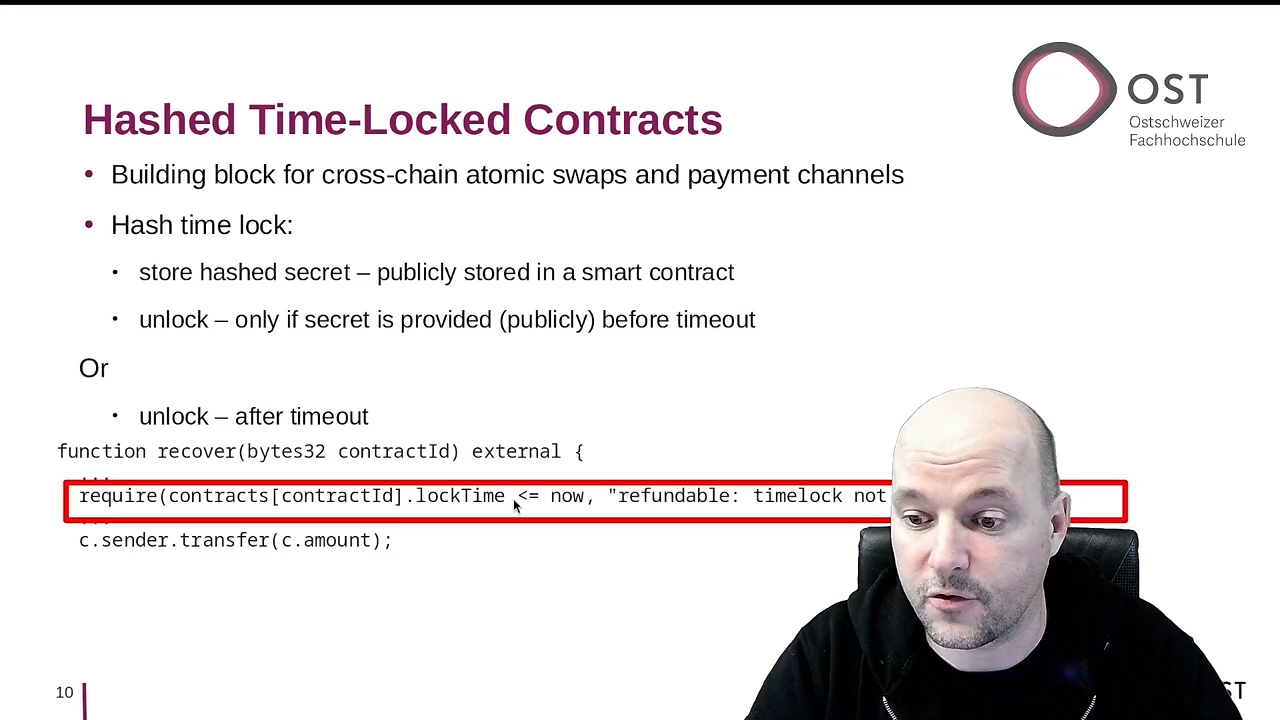 OST
Ostschweizer
Fachhochschule
Hashed Time-Locked Contracts
• Building block for cross-chain atomic swaps and payment channels
• Hash time lock:
• store hashed secret – publicly stored in a smart contract
• unlock – only if secret is provided (publicly) before timeout
Or
• unlock – after timeout
function recover(bytes32 contractId) external {
...
require(contracts[contractId].lockTime <= now, "refundable: timelock not
...
c.sender.transfer(c.amount);
10